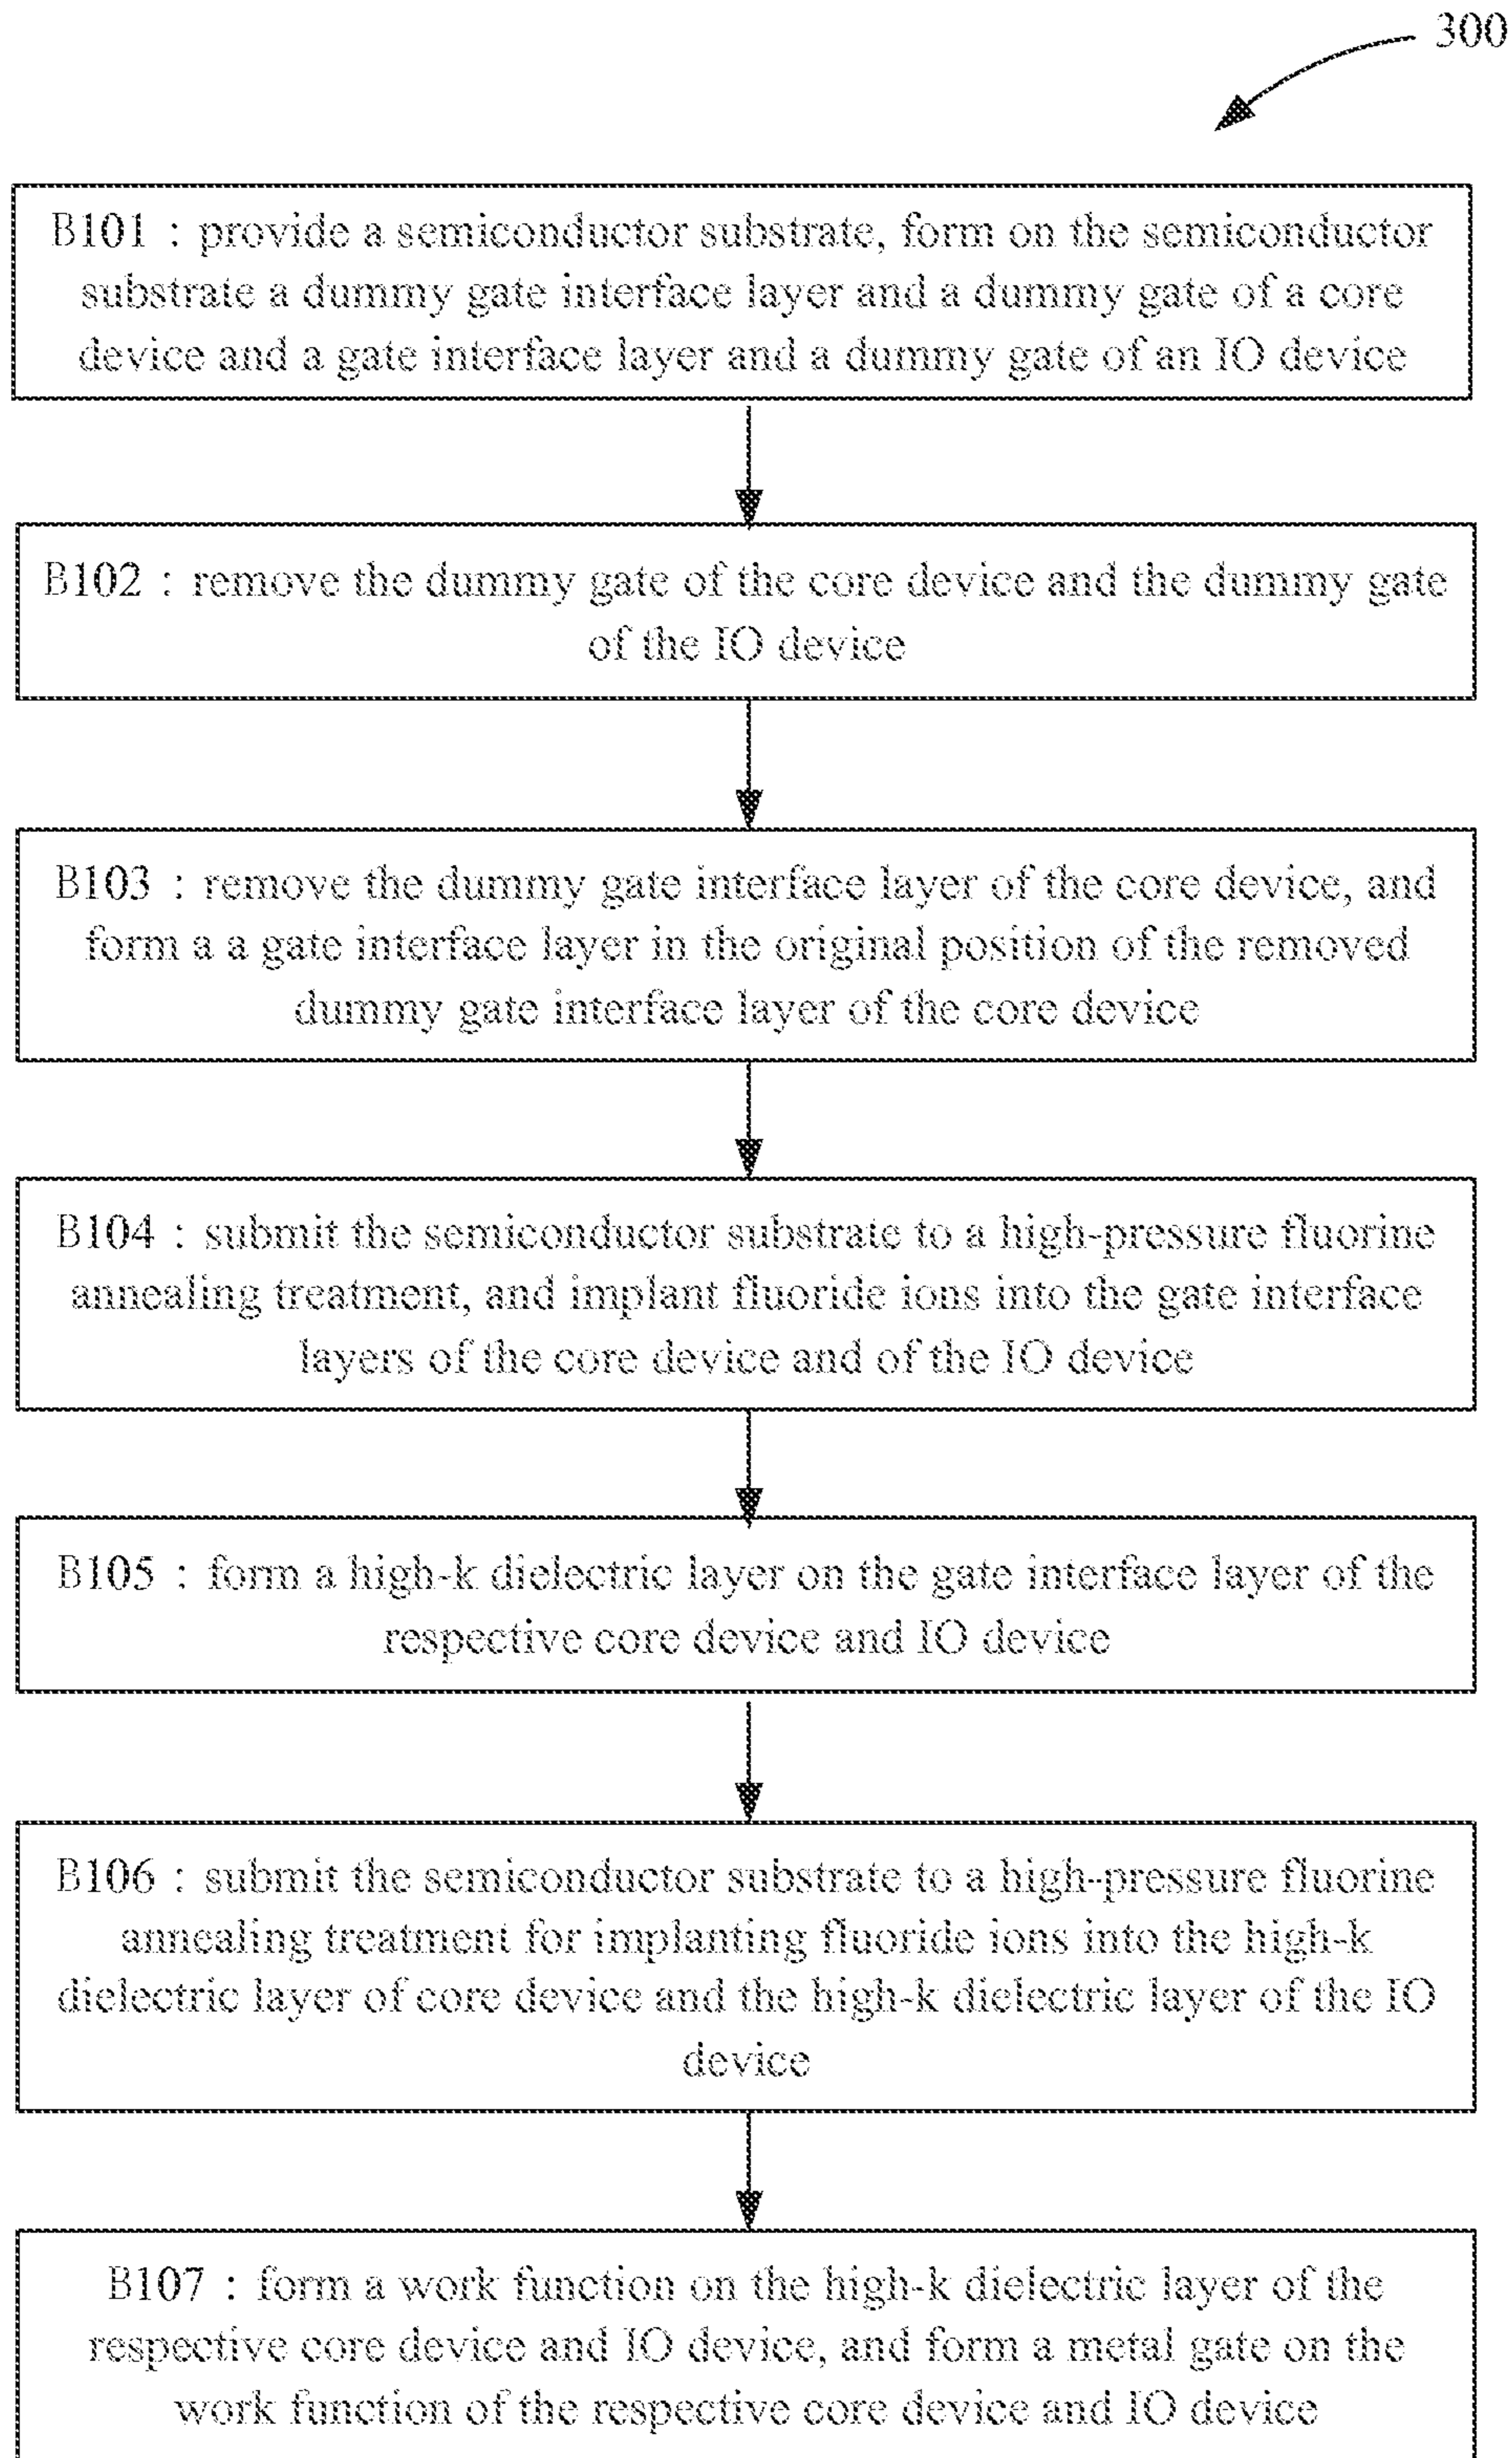 300
B101 : provide a semiconductor substrate, form on the semiconductor
substrate a dummy gate interface layer and a dummy gate of a core
device and a gate interface layer and a dummy gate of an IO device
B102 : remove the dummy gate of the core device and the dummy gate
of the IO device
B103 : remove the dummy gate interface layer of the core device, and
form a a gate interface layer in the original position of the removed
dummy gate interface layer of the core device
B104 : submit the semiconductor substrate to a high-pressure fluorine
annealing treatment, and implant fluoride ions into the gate interface
layers of the core device and of the IO device
B105 : form a high-k dielectric layer on the gate interface layer of the
respective core device and IO device
B106 : submit the semiconductor substrate to a high-pressure fluorine
annealing treatment for implanting fluoride ions into the high-k
dielectric layer of core device and the high-k dielectric layer of the IO
device
B107 : form a work function on the high-k dielectric layer of the
respective core device and IO device, and form a metal gate on the
work function of the respective core device and IO device